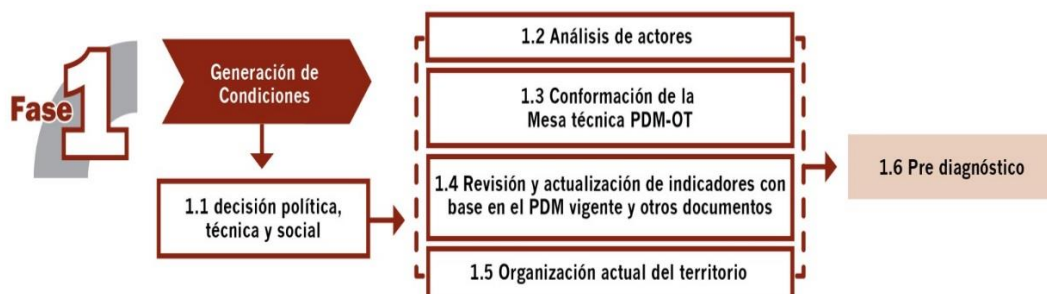 Fase 1
Generación de
Condiciones
1.1 decisión política,
técnica y social
1.2 Análisis de actores
1.3 Conformación de la
Mesa técnica PDM-OT
1.4 Revisión y actualización de indicadores con
base en el PDM vigente y otros documentos
1.5 Organización actual del territorio
1.6 Pre diagnóstico